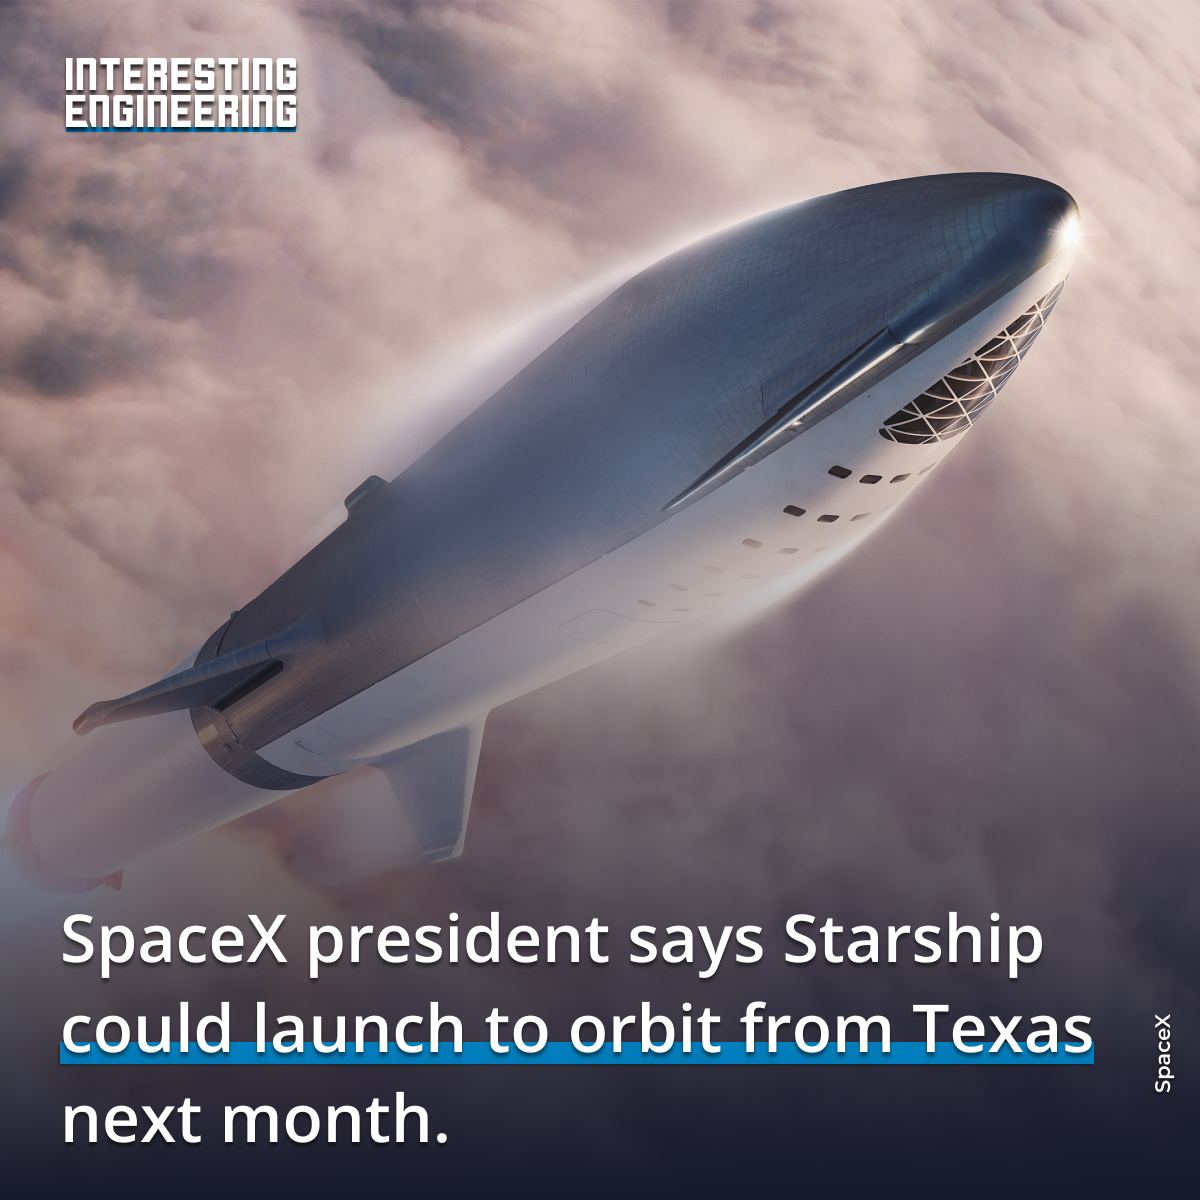 INTERESTING
ENGINEERING
SpaceX president says Starship
could launch to orbit from Texas
next month.
SpaceX